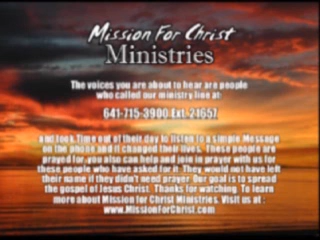 Mission For Christ
Ministries
The voices you are about to hear are people
who called our ministry line at:
641-715-3900 Ext. 21657
and took Time out of their day to listen to a simple Message
on the phone and it changed their lives. These people are
prayed for ,you also can help and join in prayer with us for
these people who have asked for it. They would not have left
their name if they didn't need prayer. Our goal is to spread
the gospel of Jesus Christ. Thanks for watching. To learn
more about Mission for Christ Ministries. Visit us at :
www.MissionForChrist.com